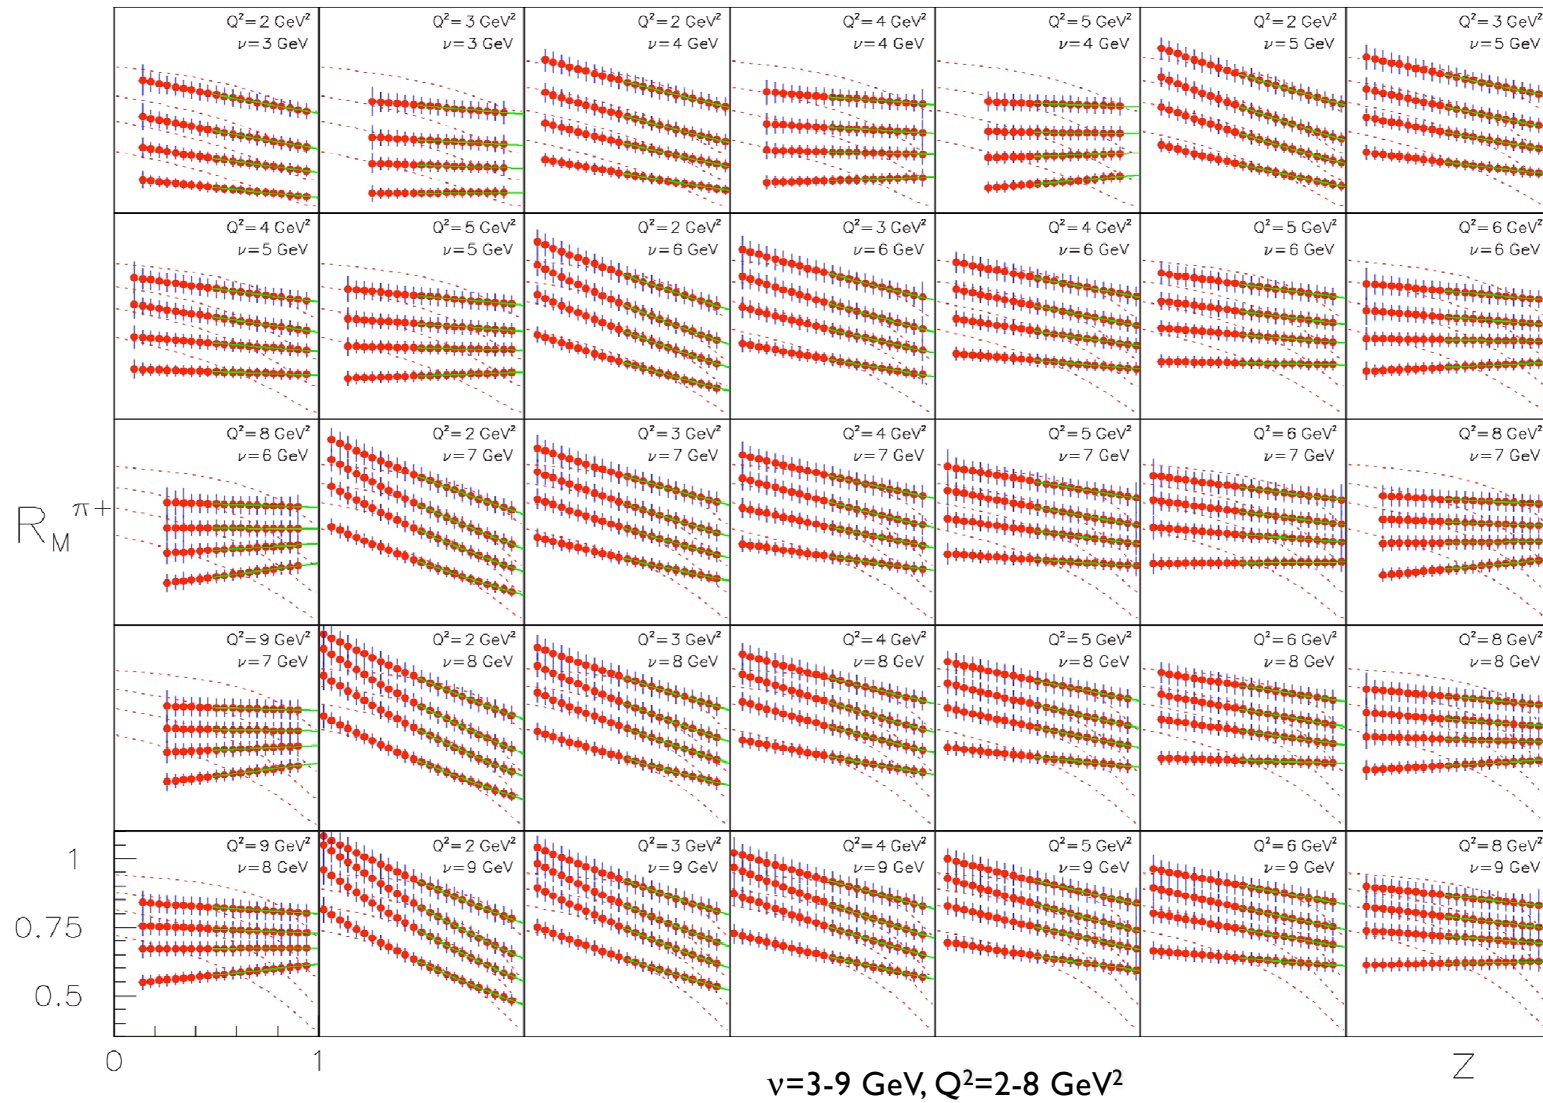 Q²=2 GeV²
ν=3 GeV
Q²=3 GeV²
ν=3 GeV
Q²=2 GeV²
ν=4 GeV
Q²=4 GeV²
ν=4 GeV
Q²=5 GeV²
ν=4 GeV
Q²=2 GeV²
ν=5 GeV
Q²=3 GeV²
ν=5 GeV
Q²=4 GeV²
ν=5 GeV
Q²=5 GeV²
ν=5 GeV
Q²=2 GeV²
ν=6 GeV
Q²=3 GeV²
ν=6 GeV
Q²=4 GeV²
ν=6 GeV
Q²=5 GeV²
ν=6 GeV
Q²=6 GeV²
ν=6 GeV
Q²=8 GeV²
ν=6 GeV
Q²=2 GeV²
ν=7 GeV
Q²=3 GeV²
ν=7 GeV
Q²=4 GeV²
ν=7 GeV
Q²=5 GeV²
ν=7 GeV
Q²=6 GeV²
ν=7 GeV
Q²=8 GeV²
ν=7 GeV
R_M^π+
Q²=9 GeV²
ν=7 GeV
Q²=2 GeV²
ν=8 GeV
Q²=3 GeV²
ν=8 GeV
Q²=4 GeV²
ν=8 GeV
Q²=5 GeV²
ν=8 GeV
Q²=6 GeV²
ν=8 GeV
Q²=8 GeV²
ν=8 GeV
Q²=9 GeV²
ν=8 GeV
Q²=2 GeV²
ν=9 GeV
Q²=3 GeV²
ν=9 GeV
Q²=4 GeV²
ν=9 GeV
Q²=5 GeV²
ν=9 GeV
Q²=6 GeV²
ν=9 GeV
Q²=8 GeV²
ν=9 GeV
1
0.75
0.5
0 1
Z
ν=3-9 GeV, Q²=2-8 GeV²